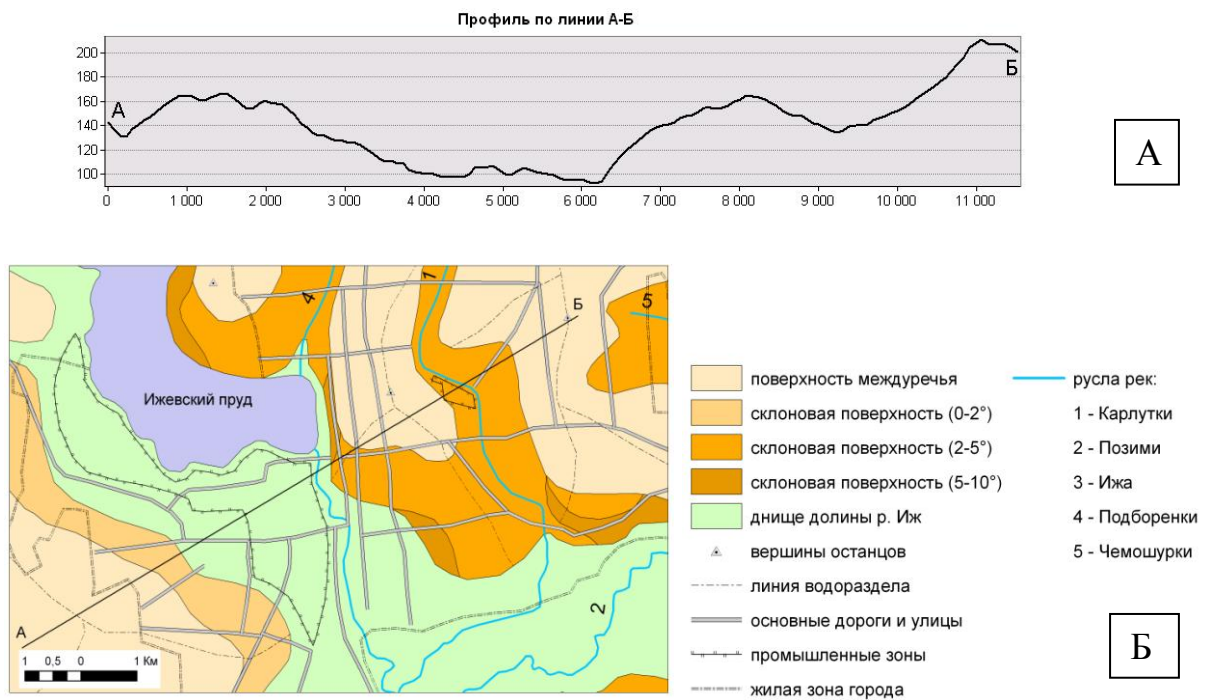 Профиль по линии А-Б
200
180
160
140
120
100
А
Б
0 1 000 2 000 3 000 4 000 5 000 6 000 7 000 8 000 9 000 10 000 11 000
А
4
1
5
Б
Ижевский пруд
2
А
1 0,5 0 1 Км
поверхность междуречья
склоновая поверхность (0-2°)
склоновая поверхность (2-5°)
склоновая поверхность (5-10°)
днище долины р. Иж
вершины останцов
линия водораздела
основные дороги и улицы
промышленные зоны
жилая зона города
русла рек:
1 - Карлутки
2 - Позими
3 - Ижа
4 - Подборенки
5 - Чемошурки
Б